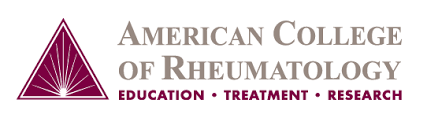 AMERICAN COLLEGE
OF RHEUMATOLOGY
EDUCATION • TREATMENT • RESEARCH